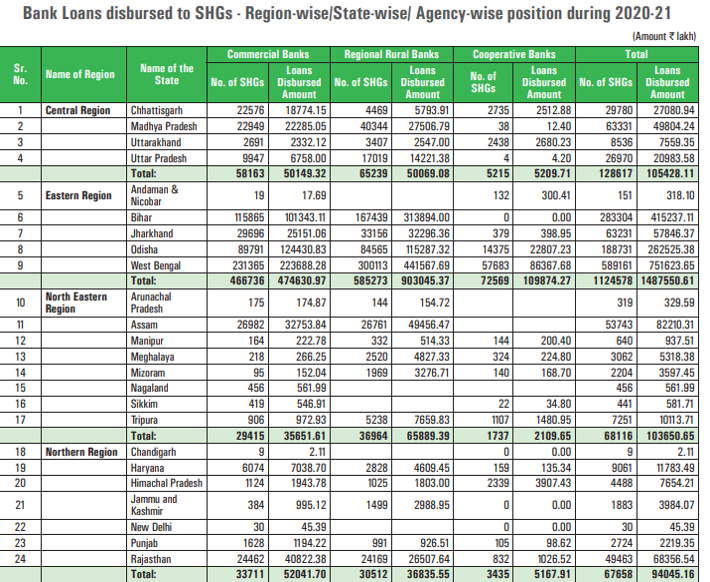 Bank Loans disbursed to SHGs - Region-wise/State-wise/ Agency-wise position during 2020-21
(Amount ₹ lakh)
Sr. No. Name of Region Name of the State Commercial Banks Regional Rural Banks Cooperative Banks Total
No. of SHGs Loans Disbursed Amount No. of SHGs Loans Disbursed Amount No. of SHGs Loans Disbursed Amount No. of SHGs Loans Disbursed Amount
1 Central Region Chhattisgarh 22576 18774.15 4469 5793.91 2735 2512.88 29780 27080.94
2 Madhya Pradesh 22949 22285.05 40344 27506.79 38 12.40 63331 49804.24
3 Uttarakhand 2691 2332.12 3407 2547.00 2438 2680.23 8536 7559.35
4 Uttar Pradesh 9947 6758.00 17019 14221.38 4 4.20 26970 20983.58
Total: 58163 50149.32 65239 50069.08 5215 5209.71 128617 105428.11
5 Eastern Region Andaman & Nicobar 19 17.69 132 300.41 151 318.10
6 Bihar 115865 101343.11 167439 313894.00 0 0.00 283304 415237.11
7 Jharkhand 29696 25151.06 33156 32296.36 379 398.95 63231 57846.37
8 Odisha 89791 124430.83 84565 115287.32 14375 22807.23 188731 262525.38
9 West Bengal 231365 223688.28 300113 441567.69 57683 86367.68 589161 751623.65
Total: 466736 474630.97 585273 903045.37 72569 109874.27 1124578 1487550.61
10 North Eastern Region Arunachal Pradesh 175 174.87 144 154.72 319 329.59
11 Assam 26982 32753.84 26761 49456.47 53743 82210.31
12 Manipur 164 222.78 332 514.33 144 200.40 640 937.51
13 Meghalaya 218 266.25 2520 4827.33 324 224.80 3062 5318.38
14 Mizoram 95 152.04 1969 3276.71 140 168.70 2204 3597.45
15 Nagaland 456 561.99 456 561.99
16 Sikkim 419 546.91 22 34.80 441 581.71
17 Tripura 906 972.93 5238 7659.83 1107 1480.95 7251 10113.71
Total: 29415 35651.61 36964 65889.39 1737 2109.65 68116 103650.65
18 Northern Region Chandigarh 9 2.11 0 0.00 9 2.11
19 Haryana 6074 7038.70 2828 4609.45 159 135.34 9061 11783.49
20 Himachal Pradesh 1124 1943.78 1025 1803.00 2339 3907.43 4488 7654.21
21 Jammu and Kashmir 384 995.12 1499 2988.95 0 0.00 1883 3984.07
22 New Delhi 30 45.39 0 0.00 30 45.39
23 Punjab 1628 1194.22 991 926.51 105 98.62 2724 2219.35
24 Rajasthan 24462 40822.38 24169 26507.64 832 1026.52 49463 68356.54
Total: 33711 52041.70 30512 36835.55 3435 5167.91 67658 94045.16